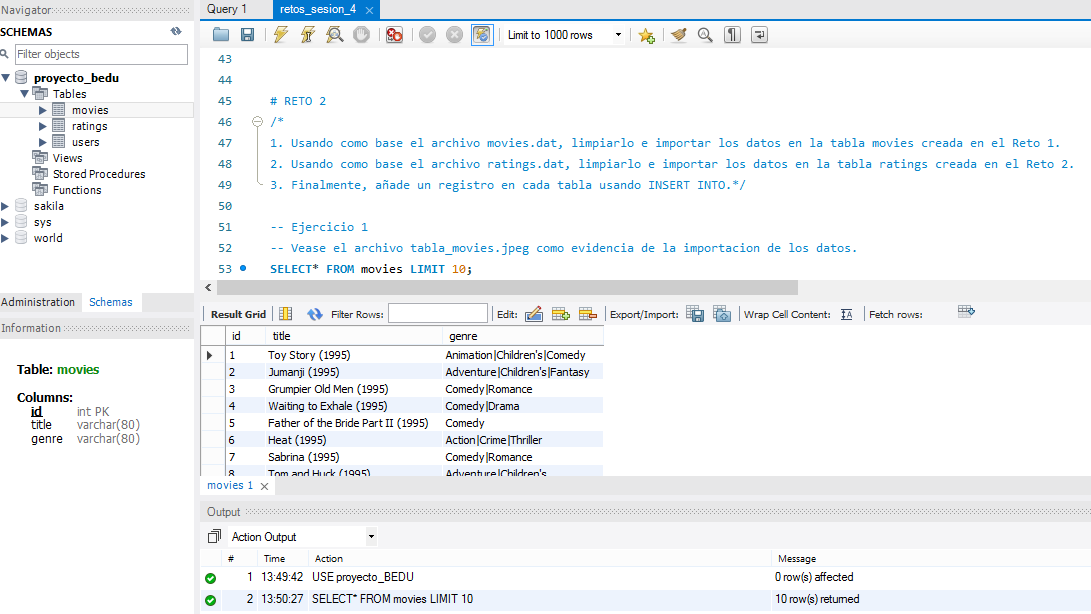 Navigator
SCHEMAS
Filter objects
proyecto_bedu
Tables
movies
ratings
users
Views
Stored Procedures
Functions
sakila
sys
world
Administration Schemas
Information
Table: movies
Columns:
id int PK
title varchar(80)
genre varchar(80)
Query 1 retos_sesion_4
Limit to 1000 rows
43
44
45 # RETO 2
46 /*
47 1. Usando como base el archivo movies.dat, limpiarlo e importar los datos en la tabla movies creada en el Reto 1.
48 2. Usando como base el archivo ratings.dat, limpiarlo e importar los datos en la tabla ratings creada en el Reto 2.
49 3. Finalmente, añade un registro en cada tabla usando INSERT INTO.*/
50
51 -- Ejercicio 1
52 -- Vease el archivo tabla_movies.jpeg como evidencia de la importacion de los datos.
53 SELECT* FROM movies LIMIT 10;
Result Grid Filter Rows: Edit: Export/Import: Wrap Cell Content: Fetch rows:
id title genre
1 Toy Story (1995) Animation|Children's|Comedy
2 Jumanji (1995) Adventure|Children's|Fantasy
3 Grumpier Old Men (1995) Comedy|Romance
4 Waiting to Exhale (1995) Comedy|Drama
5 Father of the Bride Part II (1995) Comedy
6 Heat (1995) Action|Crime|Thriller
7 Sabrina (1995) Comedy|Romance
8 Tom and Huck (1995) Adventure|Children's
movies 1
Output
Action Output
# Time Action Message
1 13:49:42 USE proyecto_BEDU 0 row(s) affected
2 13:50:27 SELECT* FROM movies LIMIT 10 10 row(s) returned